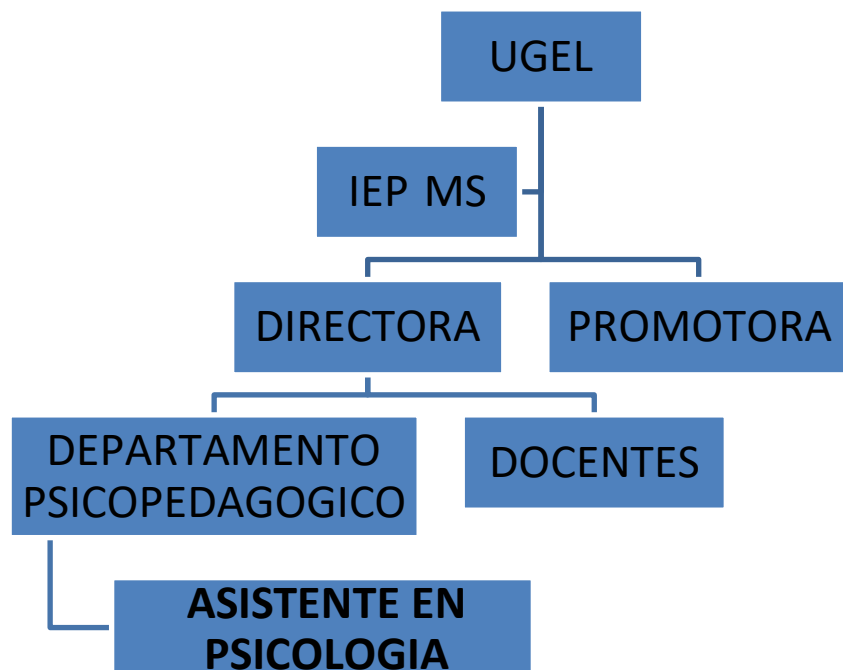 UGEL
IEP MS
DIRECTORA
PROMOTORA
DEPARTAMENTO
PSICOPEDAGOGICO
DOCENTES
ASISTENTE EN
PSICOLOGIA